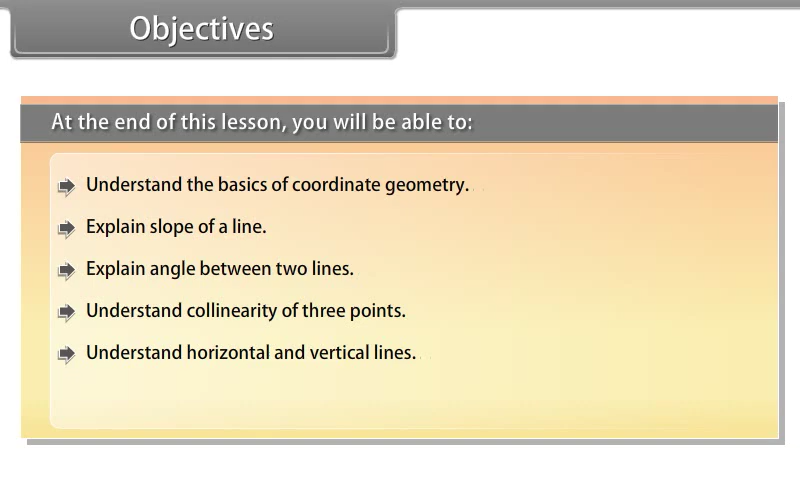 Objectives
At the end of this lesson, you will be able to:
Understand the basics of coordinate geometry.
Explain slope of a line.
Explain angle between two lines.
Understand collinearity of three points.
Understand horizontal and vertical lines.